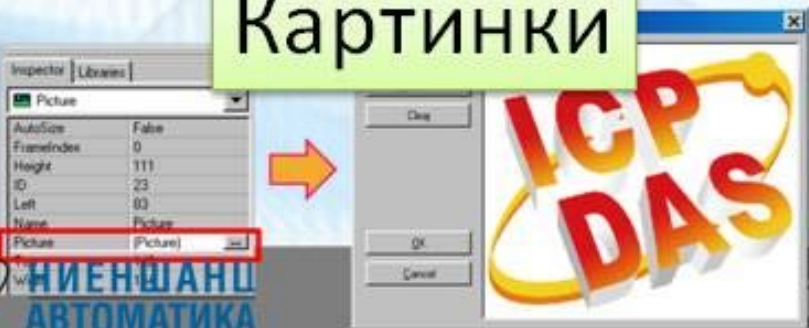 Картинки
Inspector Libraries
Picture
AutoSize False
FrameIndex 0
Height 111
ID 23
Left 83
Name Picture
Picture (Picture) ...
НИЕНШАНЦ
АВТОМАТИКА
Clear
OK
Cancel
ICP
DAS